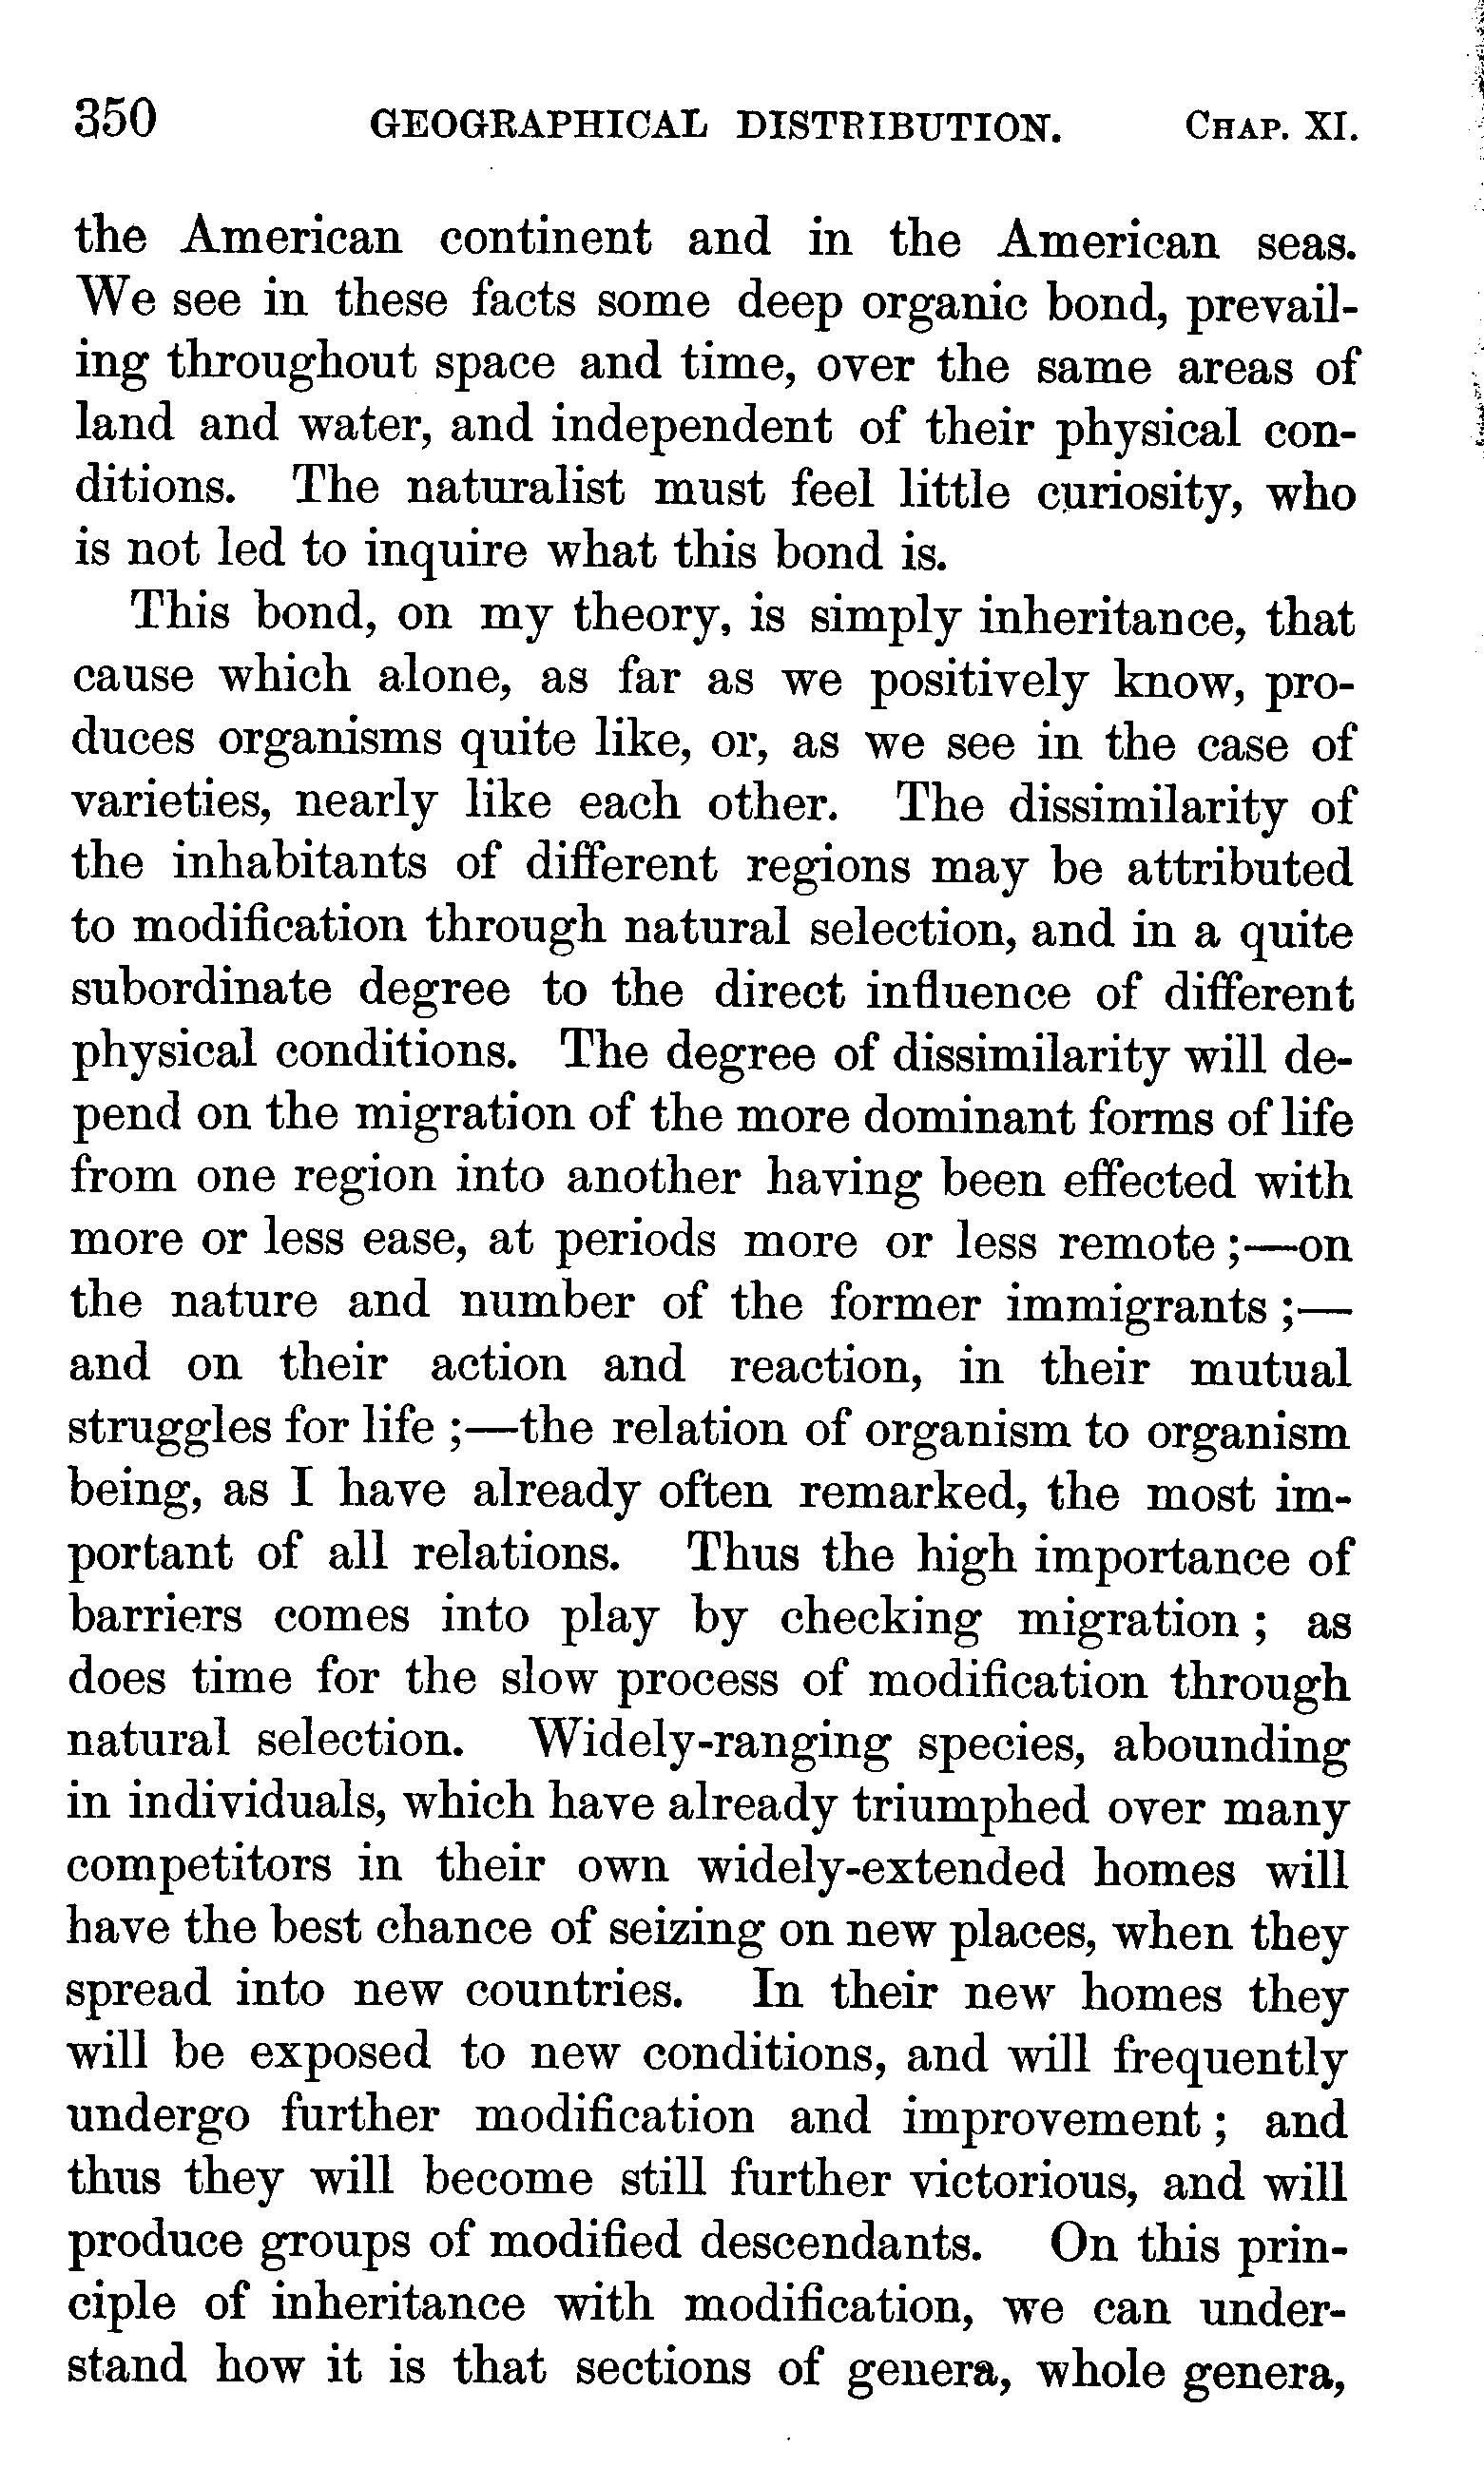 350 GEOGRAPHICAL DISTRIBUTION. CHAP. XI.
the American continent and in the American seas.
We see in these facts some deep organic bond, prevail-
ing throughout space and time, over the same areas of
land and water, and independent of their physical con-
ditions. The naturalist must feel little curiosity, who
is not led to inquire what this bond is.
This bond, on my theory, is simply inheritance, that
cause which alone, as far as we positively know, pro-
duces organisms quite like, or, as we see in the case of
varieties, nearly like each other. The dissimilarity of
the inhabitants of different regions may be attributed
to modification through natural selection, and in a quite
subordinate degree to the direct influence of different
physical conditions. The degree of dissimilarity will de-
pend on the migration of the more dominant forms of life
from one region into another having been effected with
more or less ease, at periods more or less remote ;—on
the nature and number of the former immigrants ;—
and on their action and reaction, in their mutual
struggles for life ;—the relation of organism to organism
being, as I have already often remarked, the most im-
portant of all relations. Thus the high importance of
barriers comes into play by checking migration ; as
does time for the slow process of modification through
natural selection. Widely-ranging species, abounding
in individuals, which have already triumphed over many
competitors in their own widely-extended homes will
have the best chance of seizing on new places, when they
spread into new countries. In their new homes they
will be exposed to new conditions, and will frequently
undergo further modification and improvement ; and
thus they will become still further victorious, and will
produce groups of modified descendants. On this prin-
ciple of inheritance with modification, we can under-
stand how it is that sections of genera, whole genera,